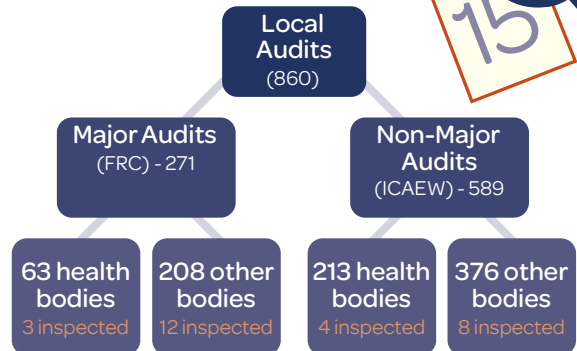 Local
Audits
(860)
15
Major Audits
(FRC) - 271
Non-Major
Audits
(ICAEW) - 589
63 health
bodies
3 inspected
208 other
bodies
12 inspected
213 health
bodies
4 inspected
376 other
bodies
8 inspected